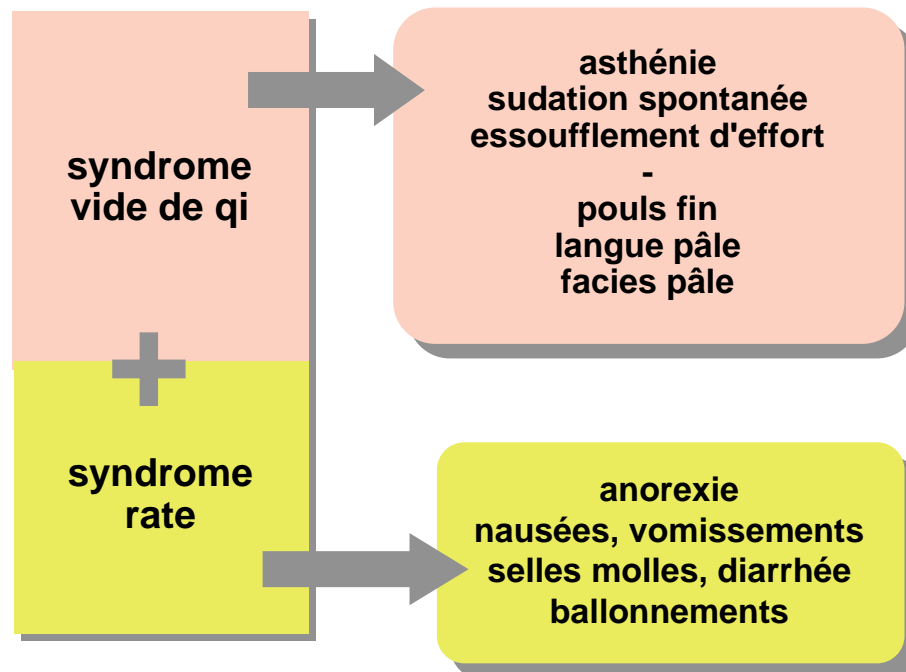 syndrome
vide de qi
asthénie
sudation spontanée
essoufflement d'effort
-
pouls fin
langue pâle
facies pâle
syndrome
rate
anorexie
nausées, vomissements
selles molles, diarrhée
ballonnements